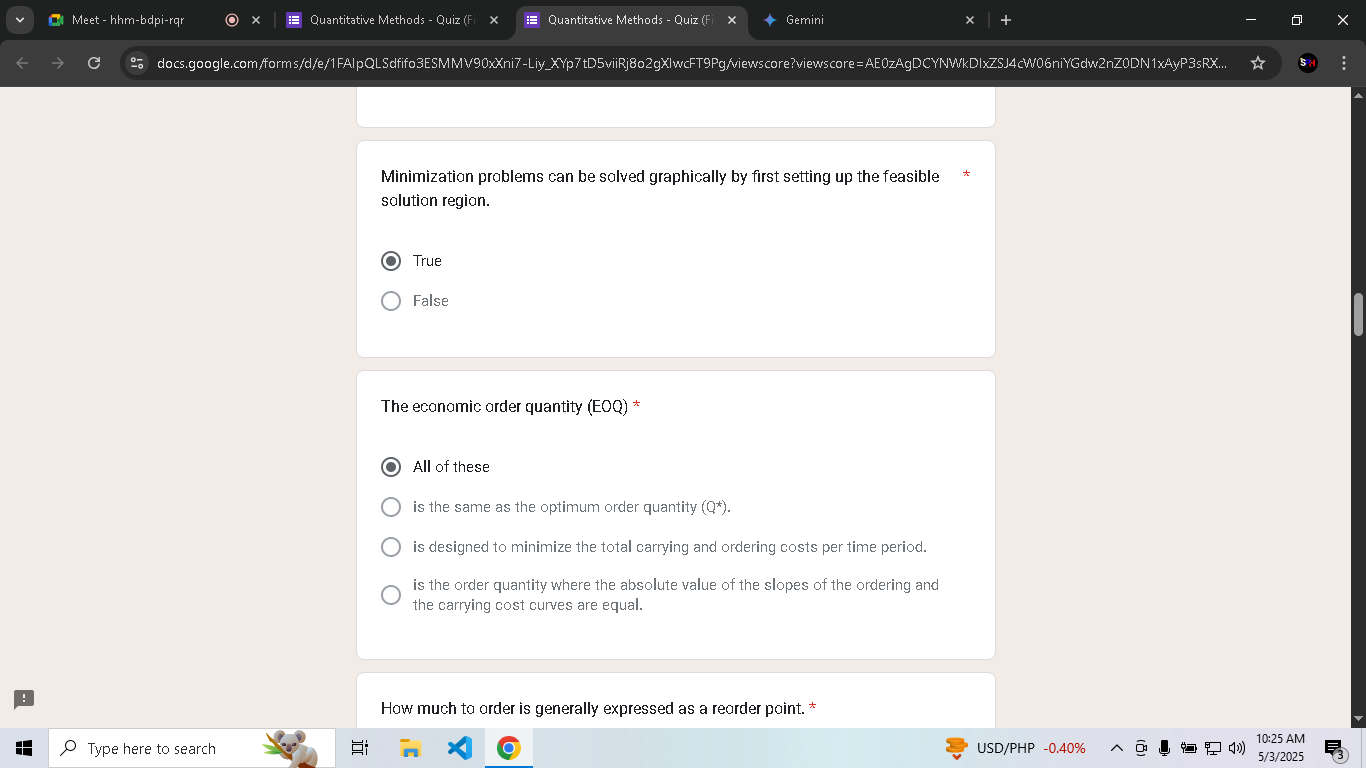 Meet - hhm-bdpi-rqr
Quantitative Methods - Quiz (Fi
Quantitative Methods - Quiz (Fi
Gemini
docs.google.com/forms/d/e/1FAIpQLSdfifo3ESMMV90xXni7-Liy_XYp7tD5viiRj8o2gXlwcFT9Pg/viewscore?viewscore=AE0zAgDCYNWkDIxZSJ4cW06niYGdw2nZ0DN1xAyP3sRX...
Minimization problems can be solved graphically by first setting up the feasible *
solution region.
True
False
The economic order quantity (EOQ) *
All of these
is the same as the optimum order quantity (Q*).
is designed to minimize the total carrying and ordering costs per time period.
is the order quantity where the absolute value of the slopes of the ordering and
the carrying cost curves are equal.
How much to order is generally expressed as a reorder point. *
Type here to search
USD/PHP -0.40%
10:25 AM
5/3/2025
3